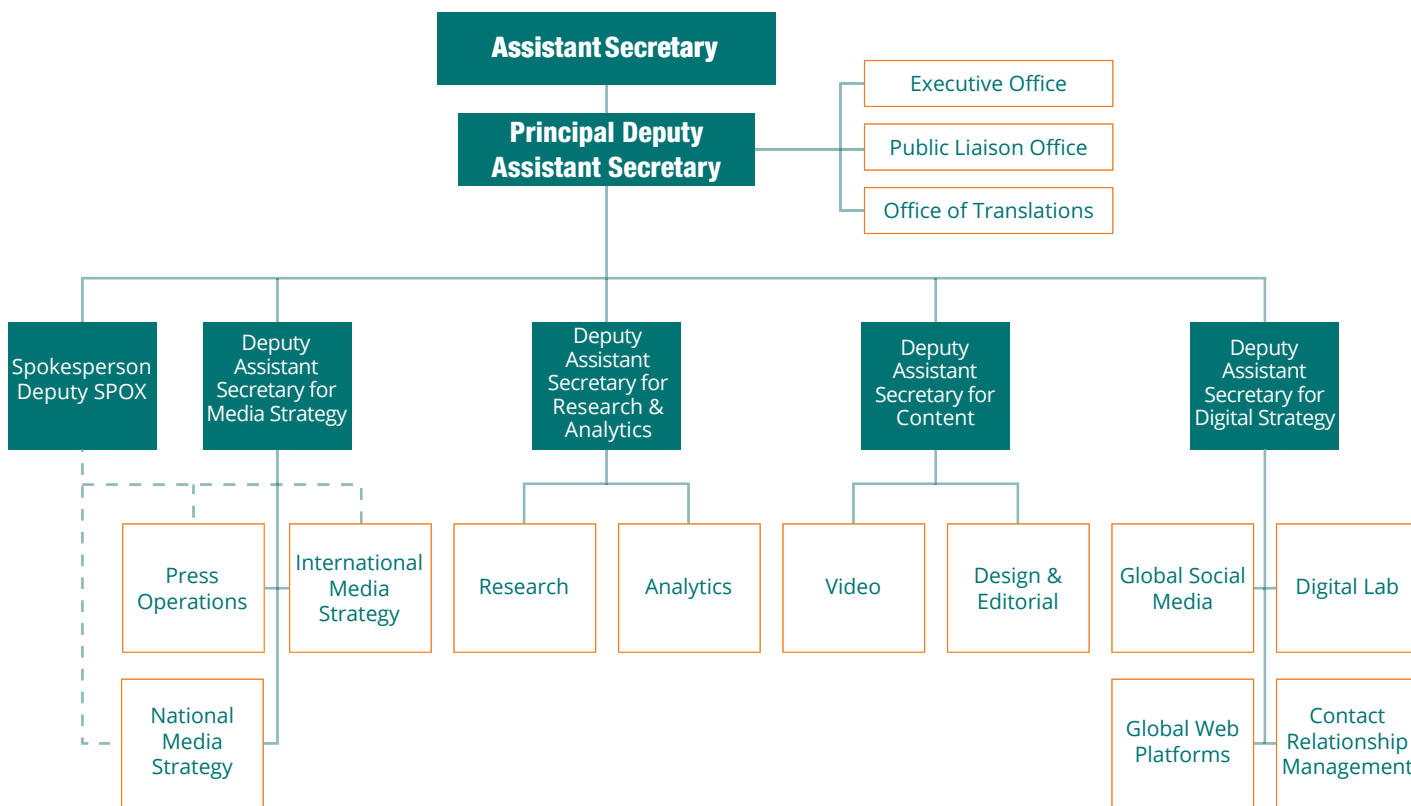 Assistant Secretary
Executive Office
Principal Deputy
Assistant Secretary
Public Liaison Office
Office of Translations
Spokesperson
Deputy SPOX
Deputy
Assistant
Secretary for
Media Strategy
Deputy
Assistant
Secretary for
Research &
Analytics
Deputy
Assistant
Secretary for
Content
Deputy
Assistant
Secretary for
Digital Strategy
Press
Operations
International
Media
Strategy
Research
Analytics
Video
Design &
Editorial
Global Social
Media
Digital Lab
National
Media
Strategy
Global Web
Platforms
Contact
Relationship
Management